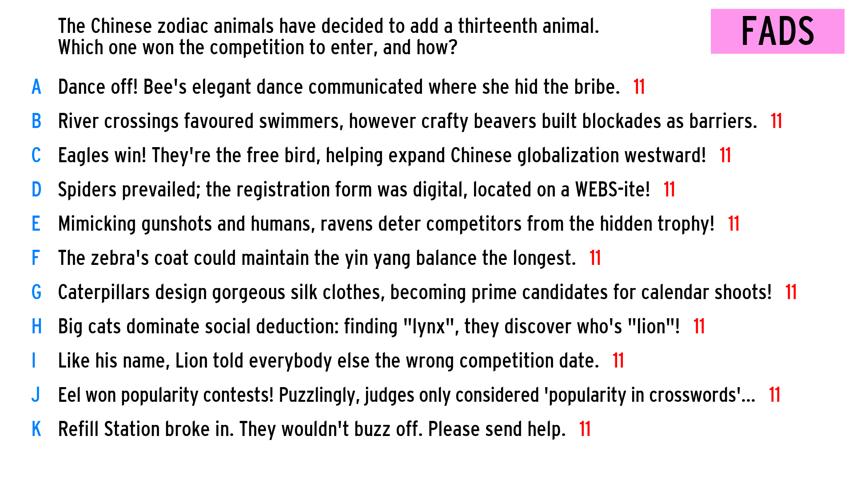 The Chinese zodiac animals have decided to add a thirteenth animal.
Which one won the competition to enter, and how?
FADS
A Dance off! Bee's elegant dance communicated where she hid the bribe. 11
B River crossings favoured swimmers, however crafty beavers built blockades as barriers. 11
C Eagles win! They're the free bird, helping expand Chinese globalization westward! 11
D Spiders prevailed; the registration form was digital, located on a WEBS-ite! 11
E Mimicking gunshots and humans, ravens deter competitors from the hidden trophy! 11
F The zebra's coat could maintain the yin yang balance the longest. 11
G Caterpillars design gorgeous silk clothes, becoming prime candidates for calendar shoots! 11
H Big cats dominate social deduction: finding "lynx", they discover who's "lion"! 11
I Like his name, Lion told everybody else the wrong competition date. 11
J Eel won popularity contests! Puzzlingly, judges only considered 'popularity in crosswords'... 11
K Refill Station broke in. They wouldn't buzz off. Please send help. 11